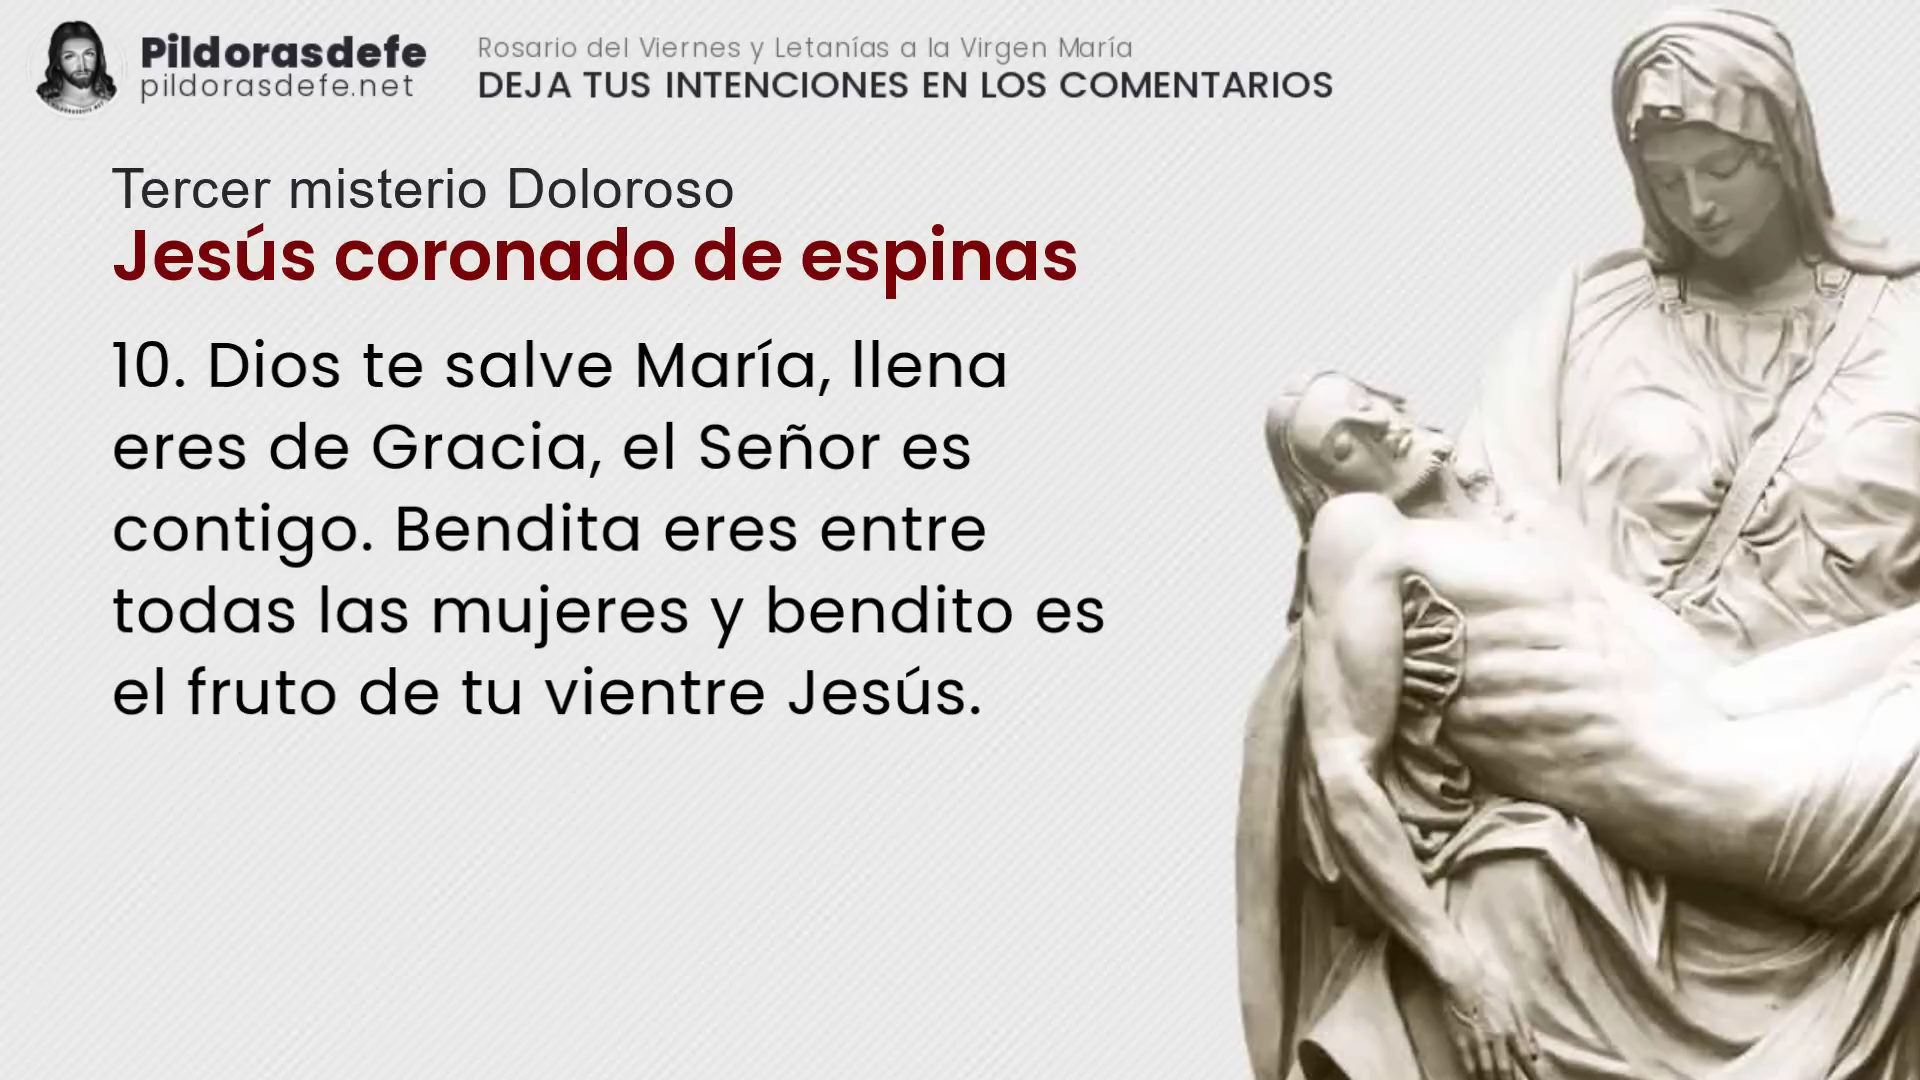 Pildorasdefe
pildorasdefe.net
Rosario del Viernes y Letanías a la Virgen María
DEJA TUS INTENCIONES EN LOS COMENTARIOS
Tercer misterio Doloroso
Jesús coronado de espinas
10. Dios te salve María, llena
eres de Gracia, el Señor es
contigo. Bendita eres entre
todas las mujeres y bendito es
el fruto de tu vientre Jesús.